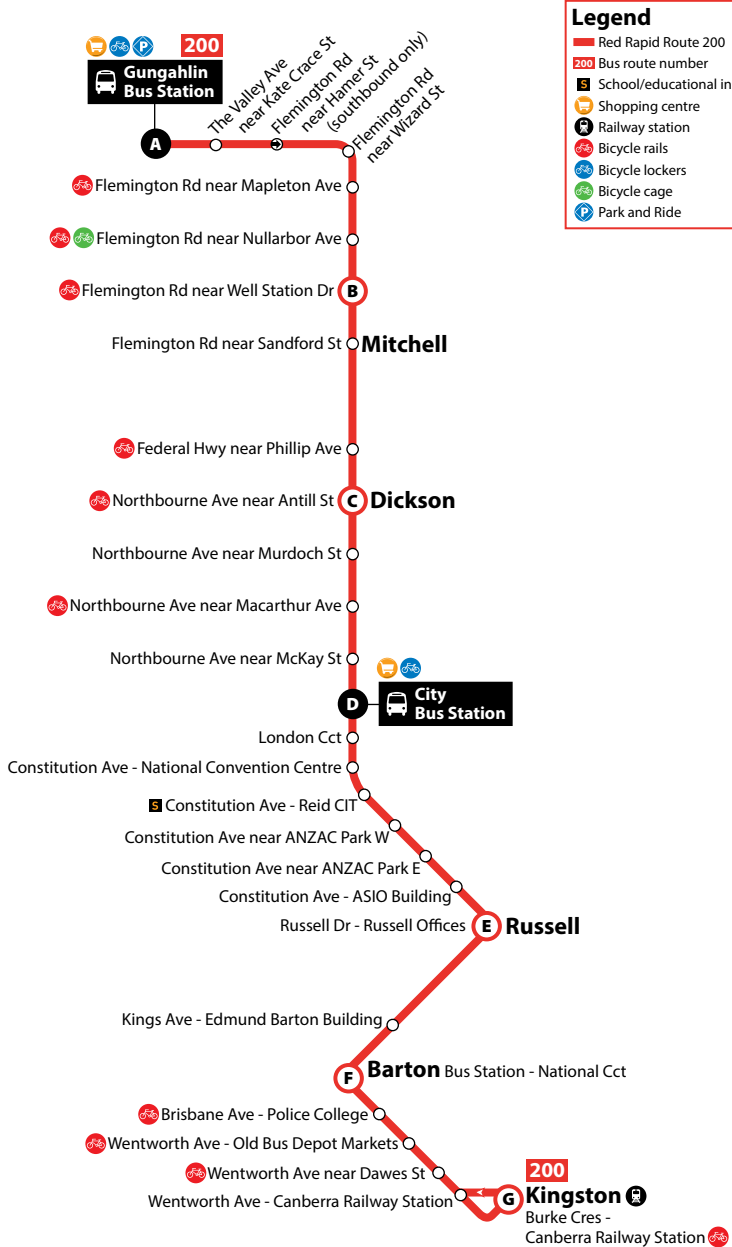 200
Gungahlin
Bus Station
A
The Valley Ave
near Kate Crace St
Flemington Rd
near Hamer St
(southbound only)
Flemington Rd
near Wizard St
Legend
Red Rapid Route 200
200 Bus route number
S School/educational in
Shopping centre
Railway station
Bicycle rails
Bicycle lockers
Bicycle cage
P Park and Ride
P
Flemington Rd near Mapleton Ave
Flemington Rd near Nullarbor Ave
Flemington Rd near Well Station Dr B
Flemington Rd near Sandford St Mitchell
Federal Hwy near Phillip Ave
Northbourne Ave near Antill St C Dickson
Northbourne Ave near Murdoch St
Northbourne Ave near Macarthur Ave
Northbourne Ave near McKay St
D City
Bus Station
London Cct
Constitution Ave - National Convention Centre
S Constitution Ave - Reid CIT
Constitution Ave near ANZAC Park W
Constitution Ave near ANZAC Park E
Constitution Ave - ASIO Building
Russell Dr - Russell Offices E Russell
Kings Ave - Edmund Barton Building
F Barton Bus Station - National Cct
Brisbane Ave - Police College
Wentworth Ave - Old Bus Depot Markets
Wentworth Ave near Dawes St
Wentworth Ave - Canberra Railway Station
200
G Kingston
Burke Cres -
Canberra Railway Station